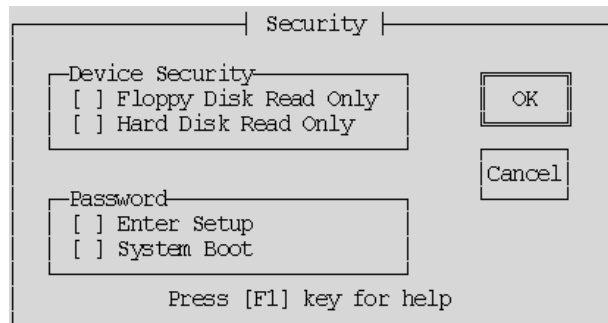 Security
Device Security
[ ] Floppy Disk Read Only
[ ] Hard Disk Read Only
OK
Cancel
Password
[ ] Enter Setup
[ ] System Boot
Press [F1] key for help